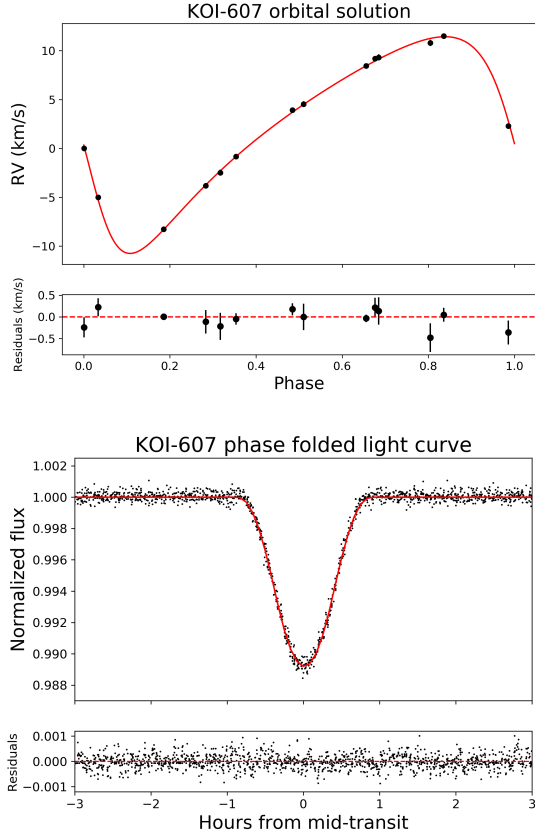 KOI-607 orbital solution
10
5
0
−5
−10
RV (km/s)
0.5
0.0
−0.5
Residuals (km/s)
0.0 0.2 0.4 0.6 0.8 1.0
Phase
KOI-607 phase folded light curve
1.002
1.000
0.998
0.996
0.994
0.992
0.990
0.988
Normalized flux
0.001
0.000
−0.001
Residuals
−3 −2 −1 0 1 2 3
Hours from mid-transit